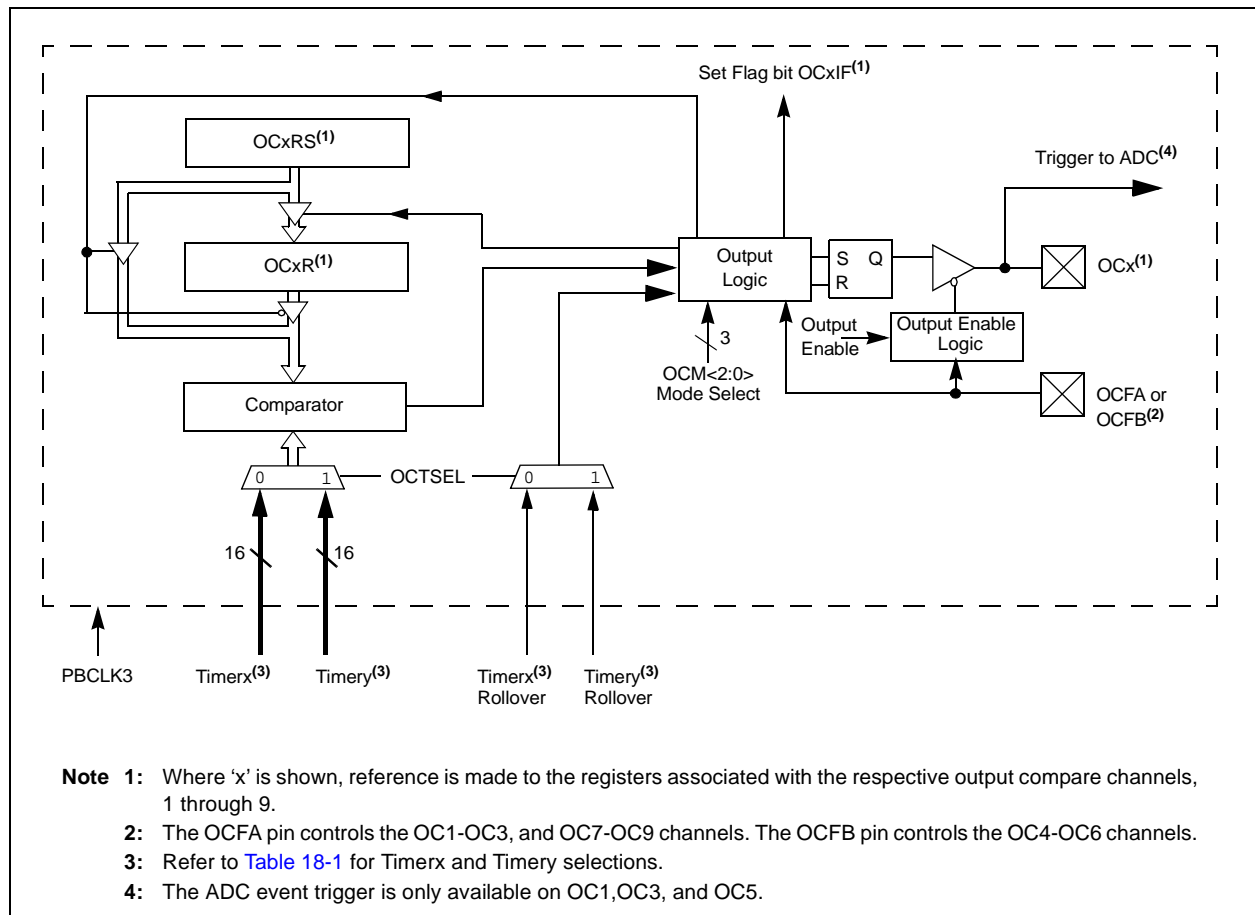 Set Flag bit OCxIF(1)
OCxRS(1)
Trigger to ADC(4)
OCxR(1)
Output
Logic
S Q
R
OCx(1)
Output
Enable
Output Enable
Logic
3
OCM<2:0>
Mode Select
Comparator
OCFA or
OCFB(2)
0 1
OCTSEL
0 1
16
16
PBCLK3
Timerx(3)
Timery(3)
Timerx(3)
Rollover
Timery(3)
Rollover
Note 1: Where ‘x’ is shown, reference is made to the registers associated with the respective output compare channels,
1 through 9.
2: The OCFA pin controls the OC1-OC3, and OC7-OC9 channels. The OCFB pin controls the OC4-OC6 channels.
3: Refer to Table 18-1 for Timerx and Timery selections.
4: The ADC event trigger is only available on OC1,OC3, and OC5.